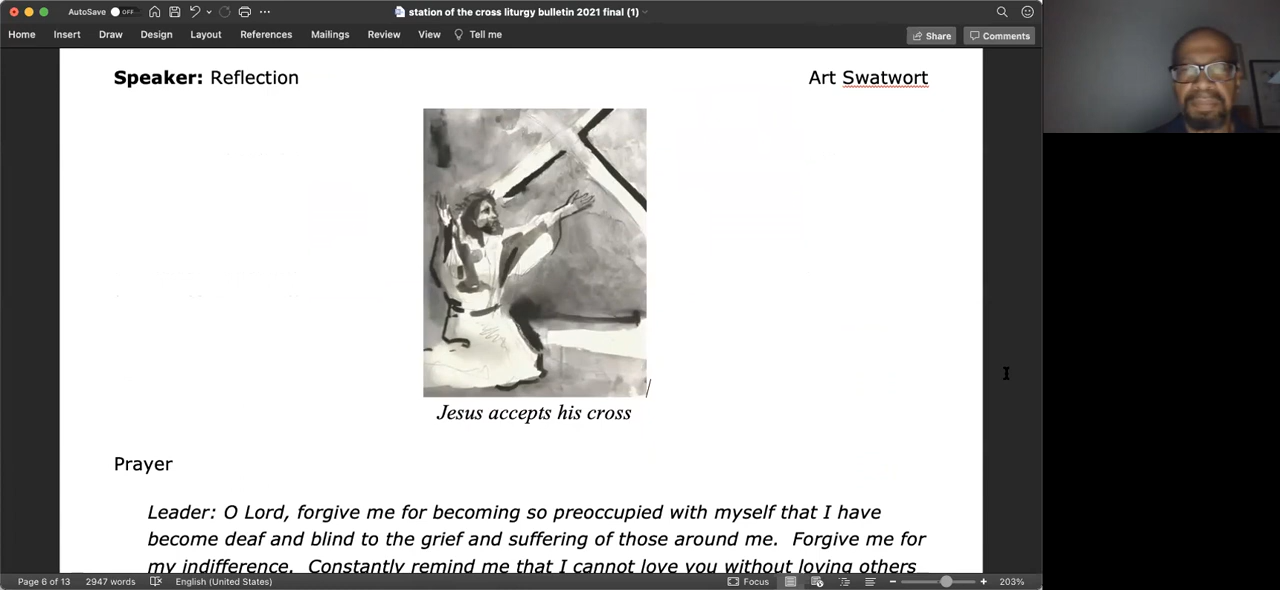 AutoSave OFF station of the cross liturgy bulletin 2021 final (1)
Home Insert Draw Design Layout References Mailings Review View Tell me Share Comments
Speaker: Reflection Art Swatwort
Jesus accepts his cross
Prayer
Leader: O Lord, forgive me for becoming so preoccupied with myself that I have
become deaf and blind to the grief and suffering of those around me. Forgive me for
my indifference. Constantly remind me that I cannot love you without loving others
Page 6 of 13 2947 words English (United States) Focus 203%